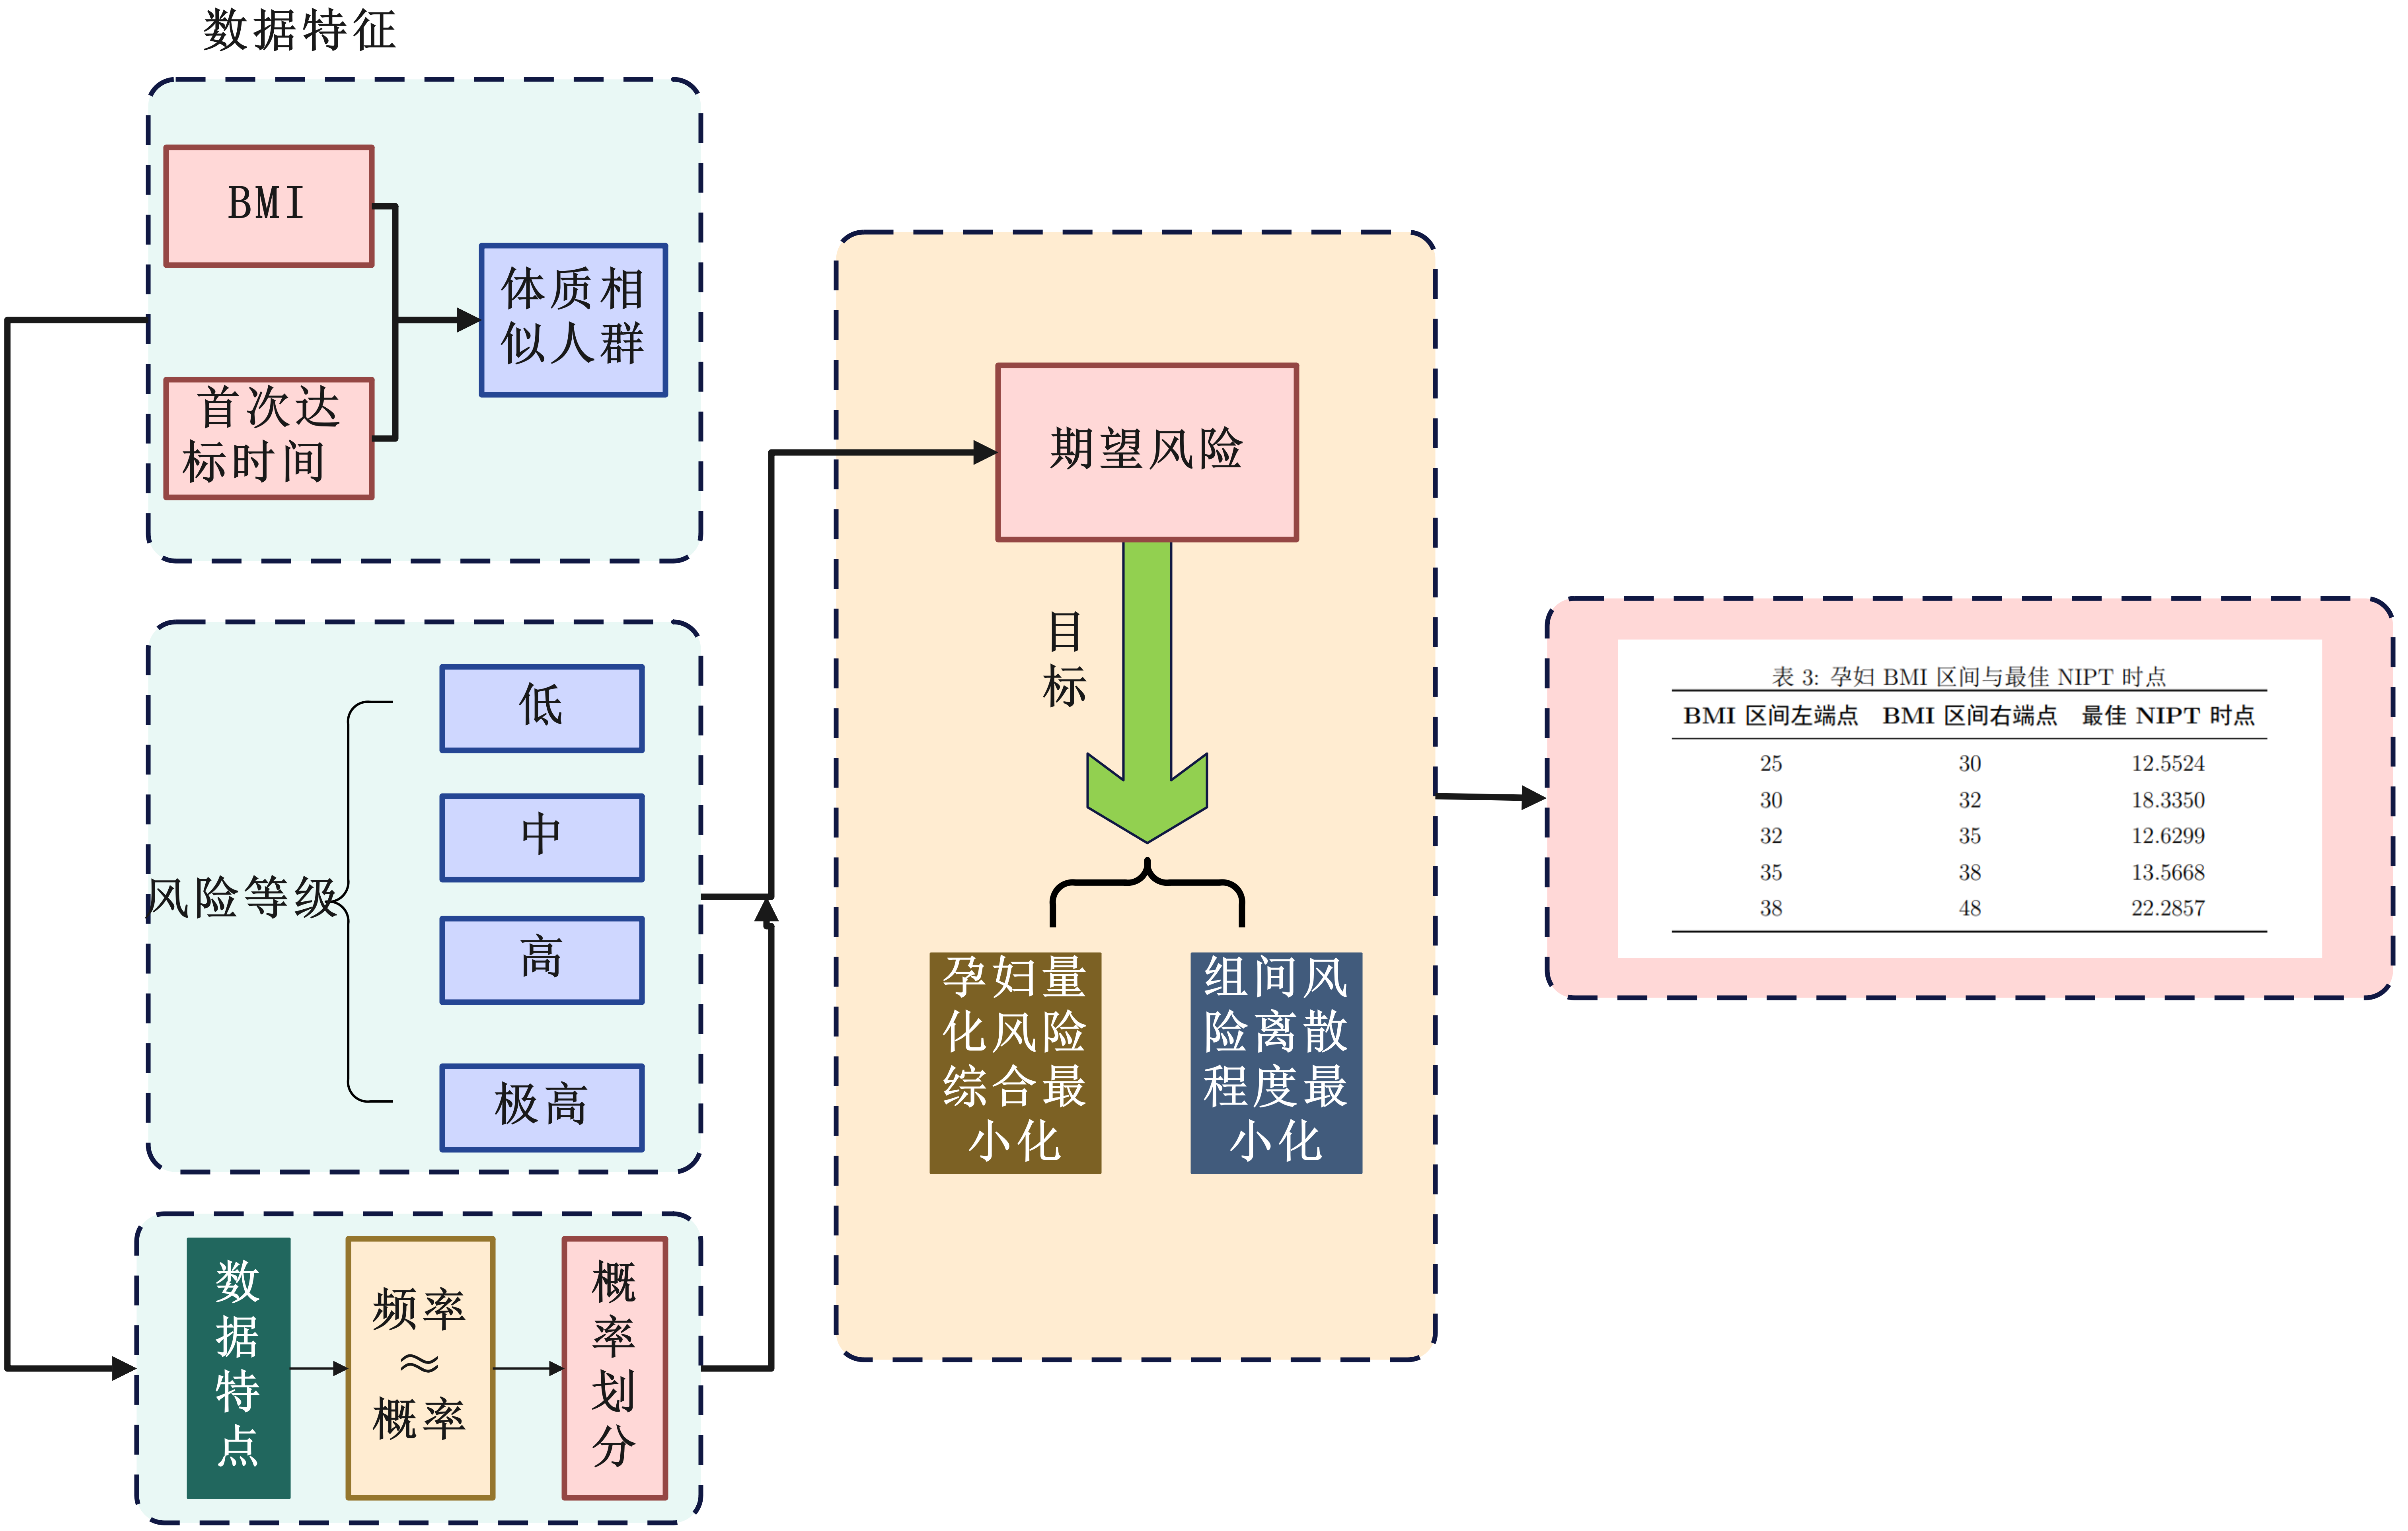 数据特征
BMI
首次达
标时间
体质相
似人群
风险等级
低
中
高
极高
数
据
特
点
频率
≈
概率
概
率
划
分
期望风险
目
标
孕妇量
化风险
综合最
小化
组间风
险离散
程度最
小化
表 3: 孕妇 BMI 区间与最佳 NIPT 时点
BMI 区间左端点 BMI 区间右端点 最佳 NIPT 时点
25 30 12.5524
30 32 18.3350
32 35 12.6299
35 38 13.5668
38 48 22.2857